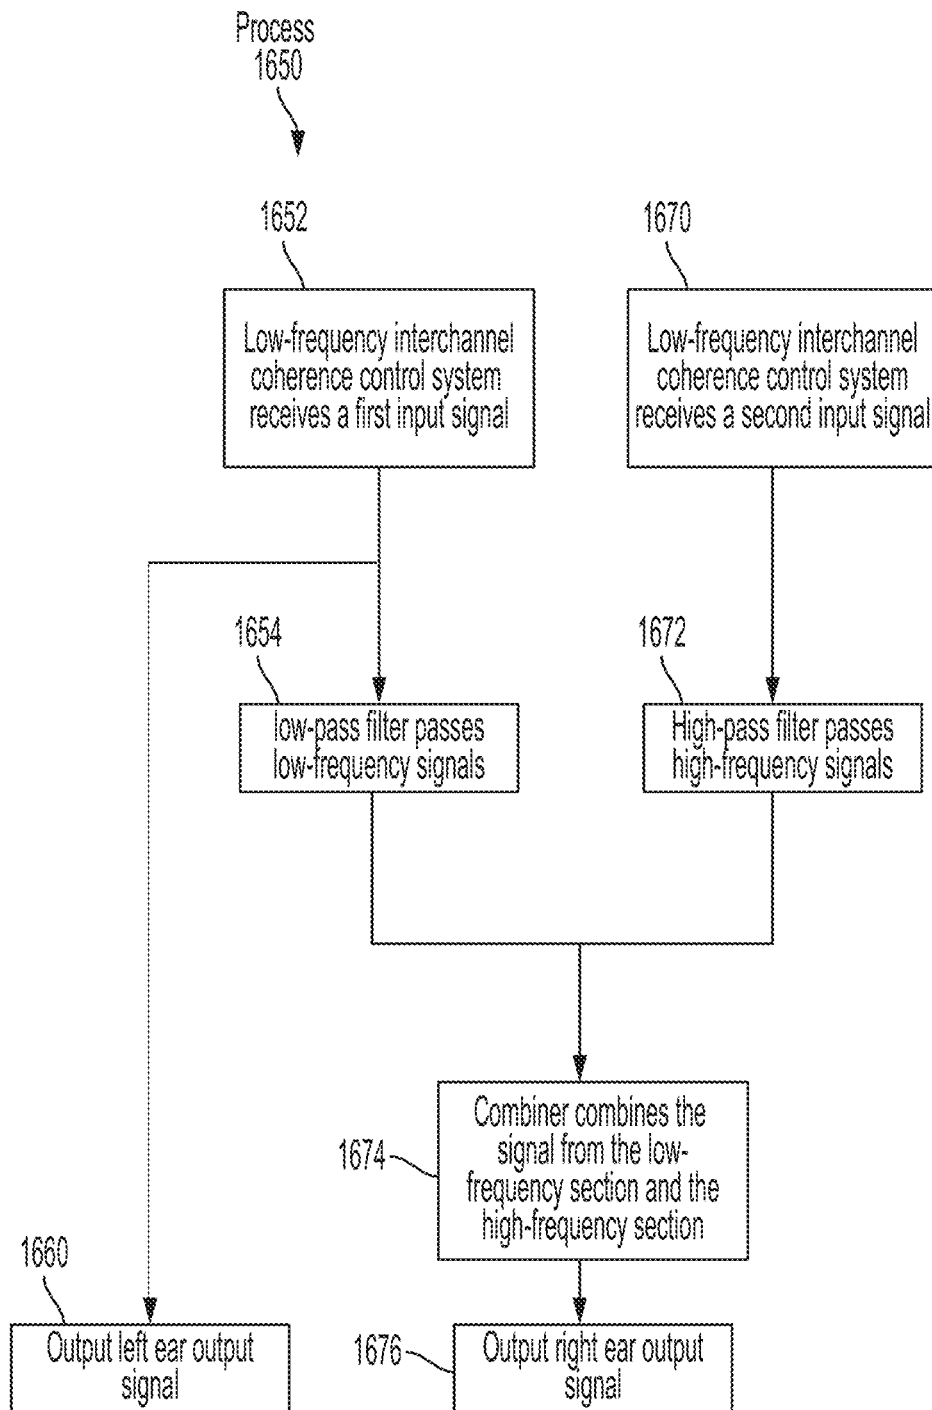 Process
1650
1652
1670
Low-frequency interchannel
coherence control system
receives a first input signal
Low-frequency interchannel
coherence control system
receives a second input signal
1654
1672
low-pass filter passes
low-frequency signals
High-pass filter passes
high-frequency signals
1674
Combiner combines the
signal from the low-
frequency section and the
high-frequency section
1660
Output left ear output
signal
1676
Output right ear output
signal